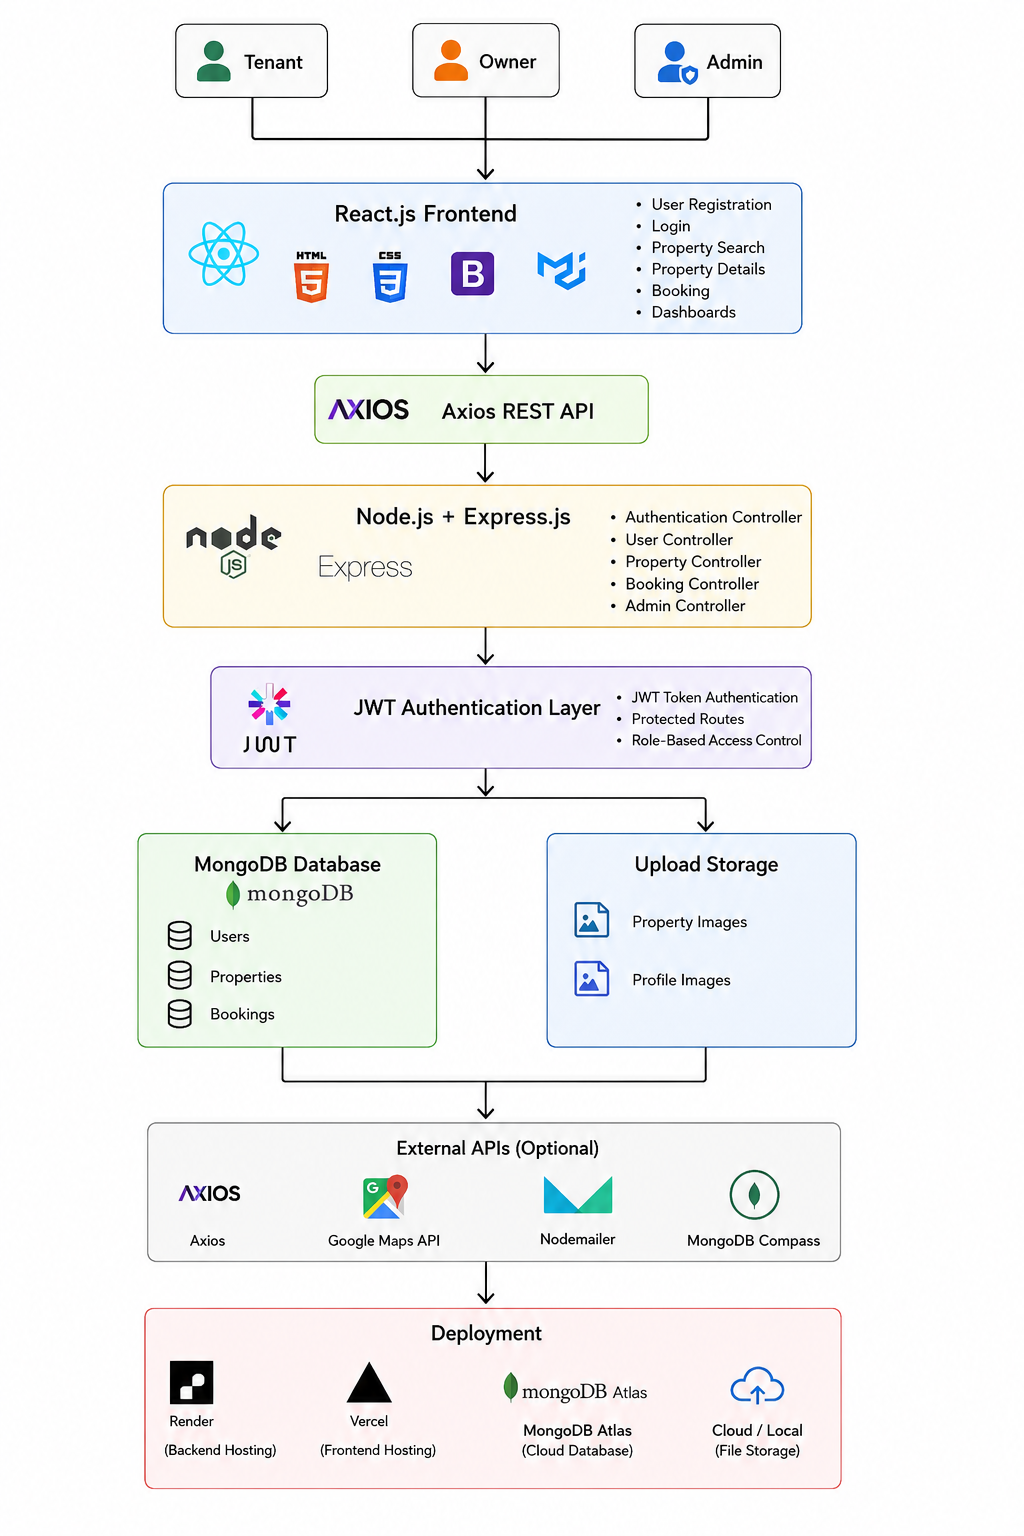 Tenant
Owner
Admin
React.js Frontend
HTML
CSS
B
• User Registration
• Login
• Property Search
• Property Details
• Booking
• Dashboards
AXIOS
Axios REST API
Node.js + Express.js
node
JS
Express
• Authentication Controller
• User Controller
• Property Controller
• Booking Controller
• Admin Controller
JWT
JWT Authentication Layer
• JWT Token Authentication
• Protected Routes
• Role-Based Access Control
MongoDB Database
mongoDB
Users
Properties
Bookings
Upload Storage
Property Images
Profile Images
External APIs (Optional)
AXIOS
G
Axios
Google Maps API
Nodemailer
MongoDB Compass
Deployment
Render
(Backend Hosting)
Vercel
(Frontend Hosting)
mongoDB Atlas
MongoDB Atlas
(Cloud Database)
Cloud / Local
(File Storage)